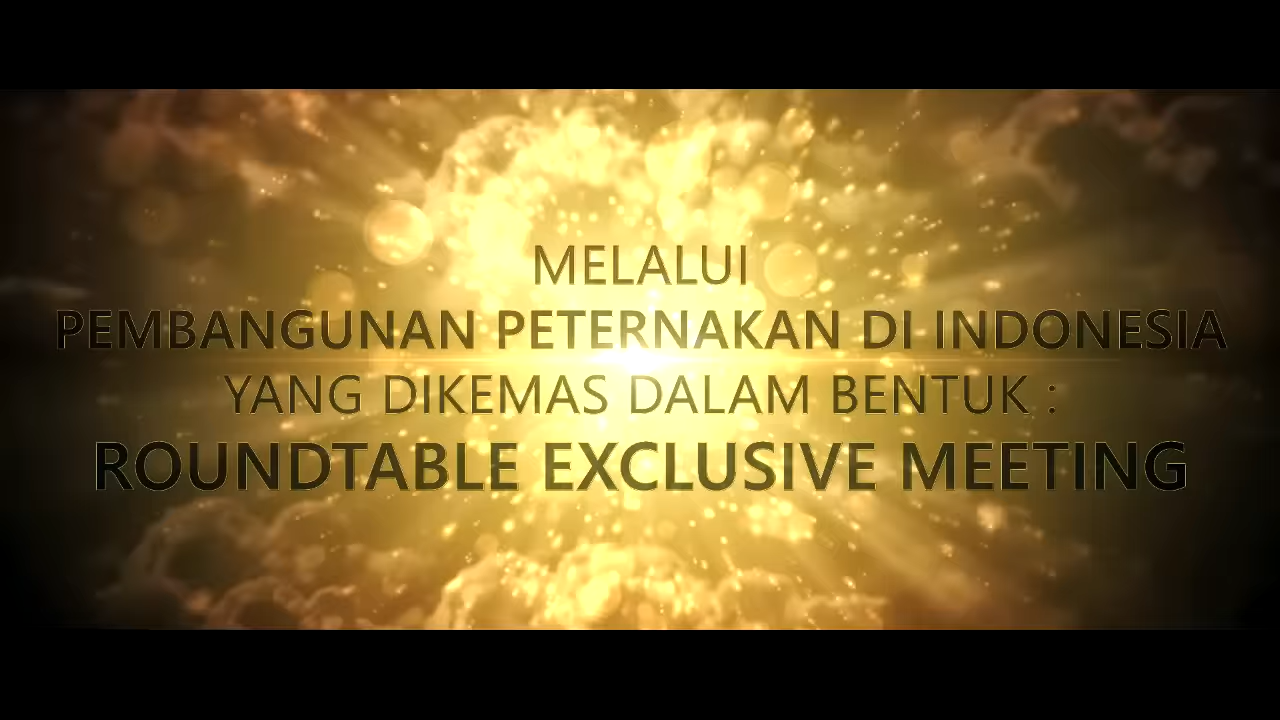 MELALUI
PEMBANGUNAN PETERNAKAN DI INDONESIA
YANG DIKEMAS DALAM BENTUK :
ROUNDTABLE EXCLUSIVE MEETING